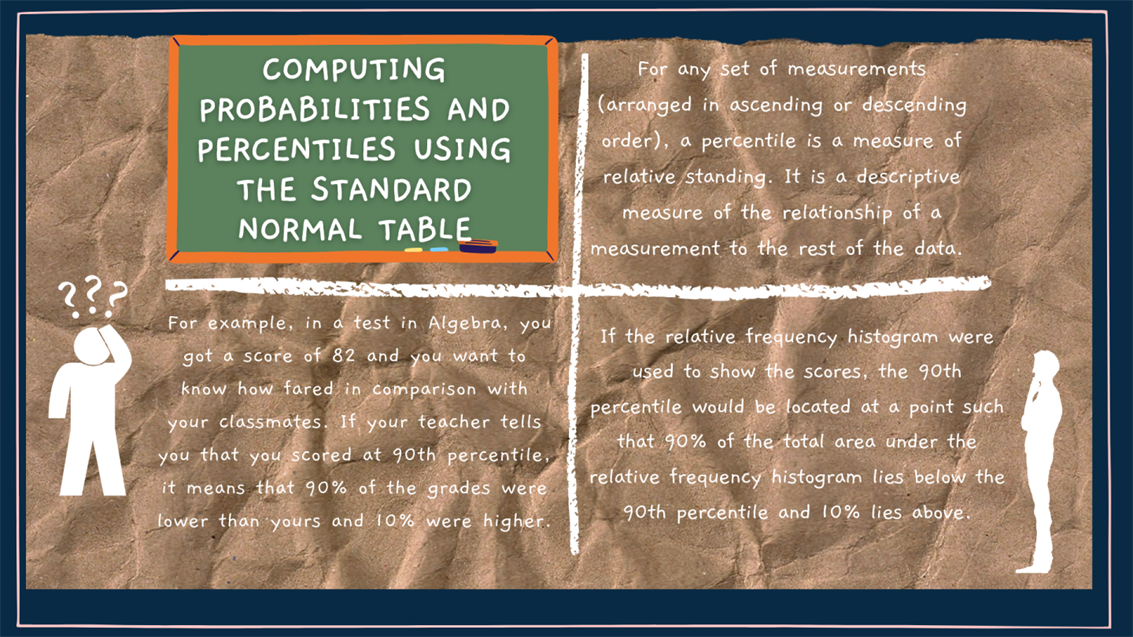 COMPUTING
PROBABILITIES AND
PERCENTILES USING
THE STANDARD
NORMAL TABLE
For any set of measurements
(arranged in ascending or descending
order), a percentile is a measure of
relative standing. It is a descriptive
measure of the relationship of a
measurement to the rest of the data.
???
For example, in a test in Algebra, you
got a score of 82 and you want to
know how fared in comparison with
your classmates. If your teacher tells
you that you scored at 90th percentile,
it means that 90% of the grades were
lower than yours and 10% were higher.
If the relative frequency histogram were
used to show the scores, the 90th
percentile would be located at a point such
that 90% of the total area under the
relative frequency histogram lies below the
90th percentile and 10% lies above.